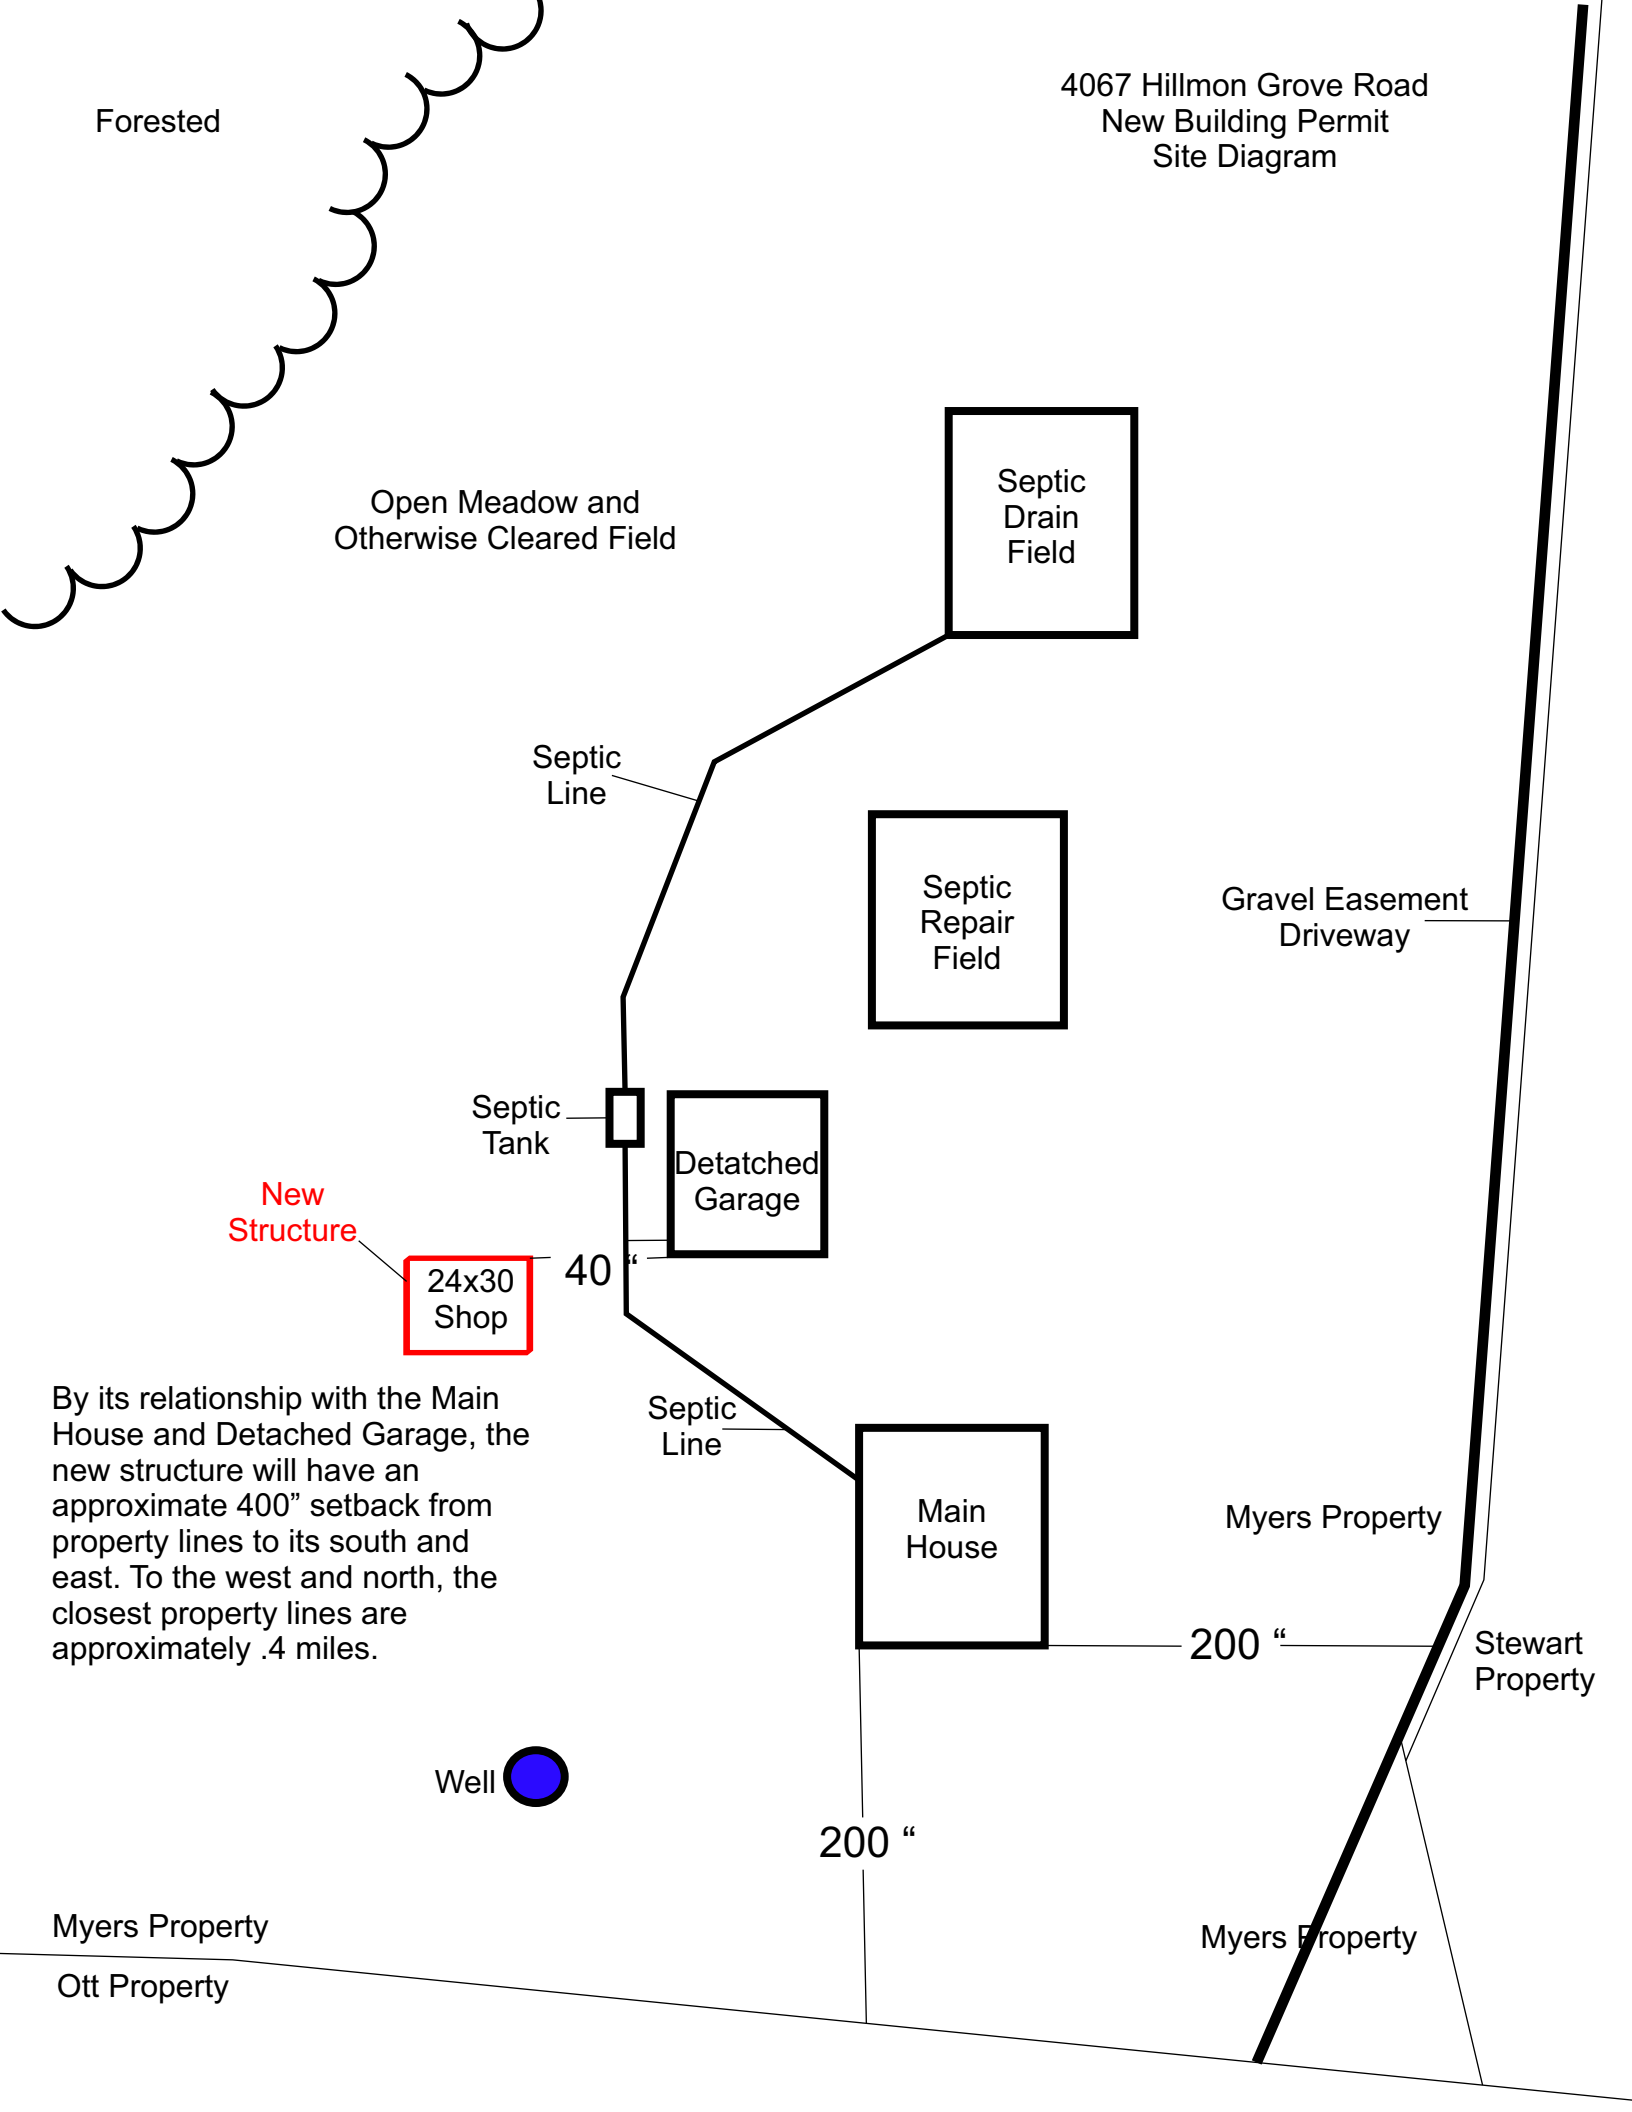 Forested
4067 Hillmon Grove Road
New Building Permit
Site Diagram
Open Meadow and
Otherwise Cleared Field
Septic
Drain
Field
Septic
Line
Septic
Repair
Field
Gravel Easement
Driveway
Septic
Tank
Detatched
Garage
New
Structure
24x30
Shop
40 “
By its relationship with the Main
House and Detached Garage, the
new structure will have an
approximate 400” setback from
property lines to its south and
east. To the west and north, the
closest property lines are
approximately .4 miles.
Septic
Line
Main
House
Myers Property
200 “
Stewart
Property
Well
200 “
Myers Property
Myers Property
Ott Property